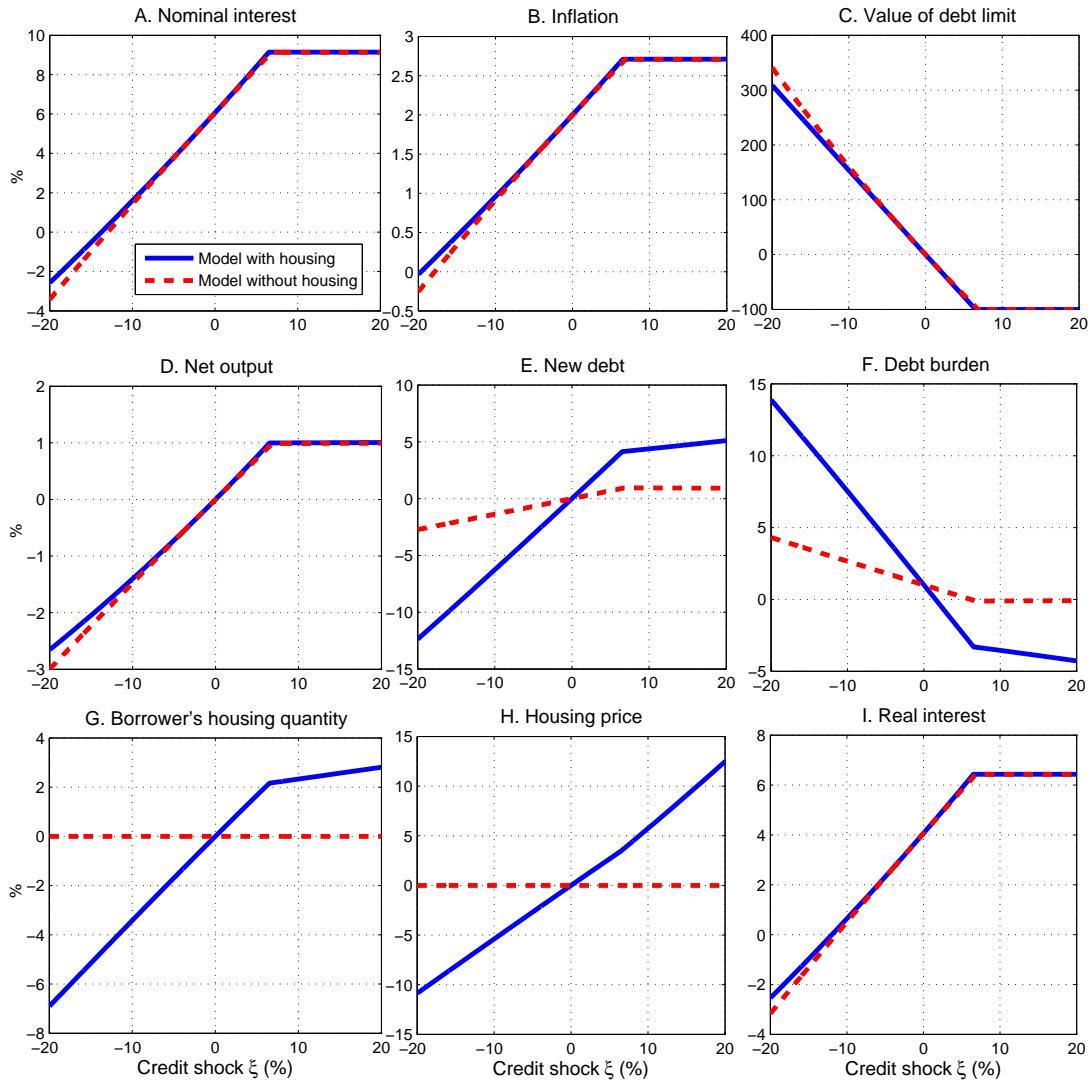 A. Nominal interest
B. Inflation
C. Value of debt limit
%
10
8
6
4
2
0
−2
−4
−20 −10 0 10 20
Model with housing
Model without housing
3
2.5
2
1.5
1
0.5
0
−0.5
−20 −10 0 10 20
400
300
200
100
0
−100
−20 −10 0 10 20
D. Net output
E. New debt
F. Debt burden
%
2
1
0
−1
−2
−3
−20 −10 0 10 20
10
5
0
−5
−10
−15
−20 −10 0 10 20
15
10
5
0
−5
−20 −10 0 10 20
G. Borrower's housing quantity
H. Housing price
I. Real interest
%
4
2
0
−2
−4
−6
−8
−20 −10 0 10 20
Credit shock ξ (%)
15
10
5
0
−5
−10
−15
−20 −10 0 10 20
Credit shock ξ (%)
8
6
4
2
0
−2
−4
−20 −10 0 10 20
Credit shock ξ (%)